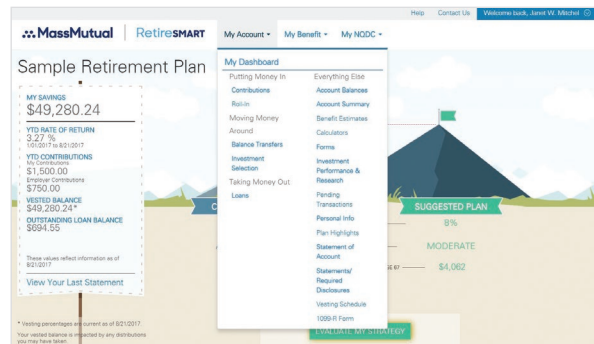 Help Contact Us Welcome back, Janet W. Mitchel
MassMutual RetireSMART My Account My Benefit My NQDC
Sample Retirement Plan
MY SAVINGS
$49,280.24
YTD RATE OF RETURN
3.27 %
1/01/2017 to 8/21/2017
YTD CONTRIBUTIONS
My Contributions
$1,500.00
Employer Contributions
$750.00
VESTED BALANCE
$49,280.24*
OUTSTANDING LOAN BALANCE
$694.55
These values reflect information as of
8/21/2017
View Your Last Statement
* Vesting percentages are current as of 8/21/2017.
Your vested balance is impacted by any distributions
you may have taken.
My Dashboard
Putting Money In
Contributions
Roll-in
Moving Money
Around
Balance Transfers
Investment
Selection
Taking Money Out
Loans
Everything Else
Account Balances
Account Summary
Benefit Estimates
Calculators
Forms
Investment
Performance &
Research
Pending
Transactions
Personal Info
Plan Highlights
Statement of
Account
Statements/
Required
Disclosures
Vesting Schedule
1099-R Form
SUGGESTED PLAN
8%
MODERATE
$4,062
EVALUATE MY STRATEGY